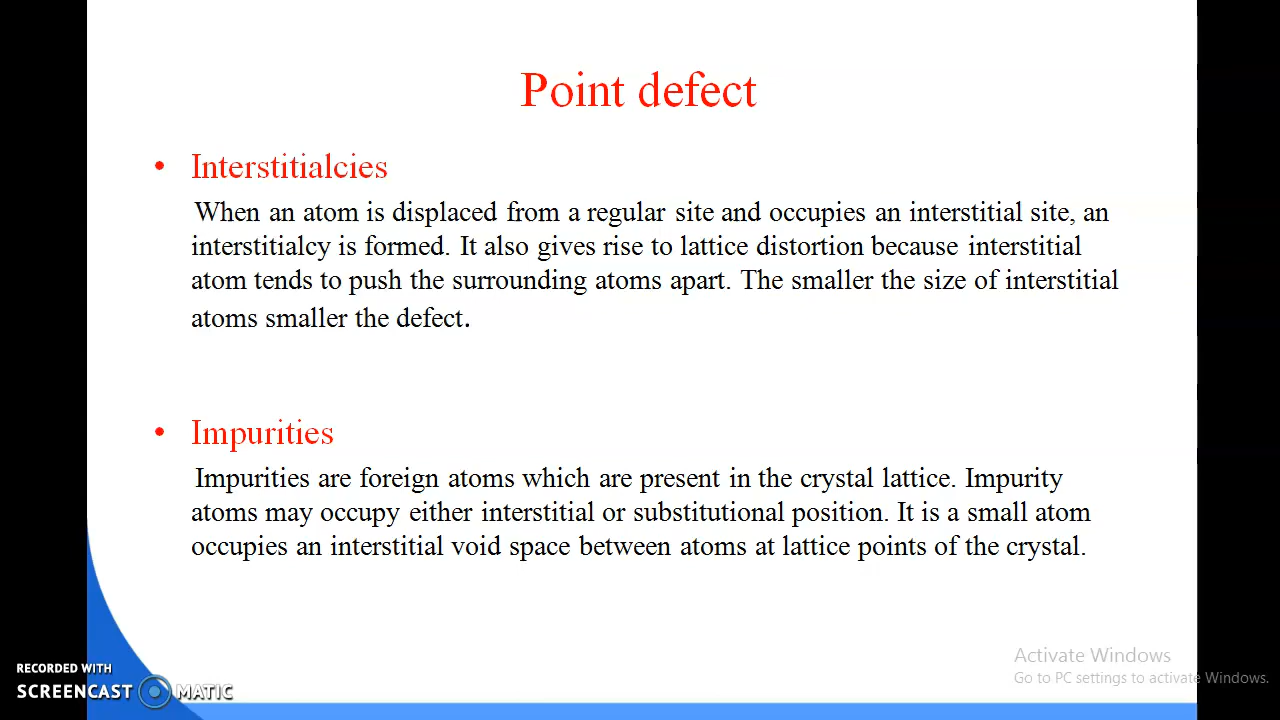 Point defect
• Interstitialcies
When an atom is displaced from a regular site and occupies an interstitial site, an
interstitialcy is formed. It also gives rise to lattice distortion because interstitial
atom tends to push the surrounding atoms apart. The smaller the size of interstitial
atoms smaller the defect.
• Impurities
Impurities are foreign atoms which are present in the crystal lattice. Impurity
atoms may occupy either interstitial or substitutional position. It is a small atom
occupies an interstitial void space between atoms at lattice points of the crystal.
Activate Windows
Go to PC settings to activate Windows.
RECORDED WITH
SCREENCAST MATIC